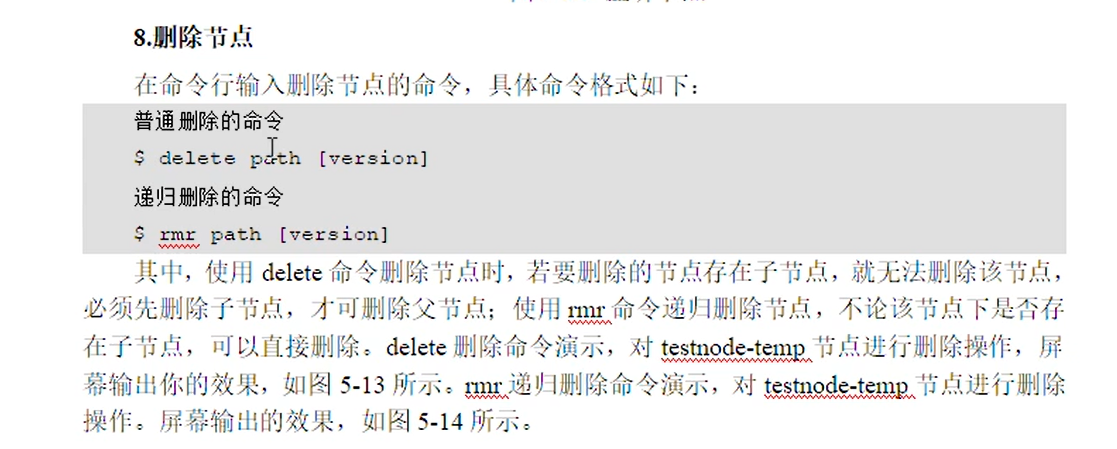 8.删除节点
在命令行输入删除节点的命令，具体命令格式如下：
普通删除的命令
$ delete path [version]
递归删除的命令
$ rmr path [version]
其中，使用 delete 命令删除节点时，若要删除的节点存在子节点，就无法删除该节点，
必须先删除子节点，才可删除父节点；使用 rmr 命令递归删除节点，不论该节点下是否存
在子节点，可以直接删除。delete 删除命令演示，对 testnode-temp 节点进行删除操作，屏
幕输出你的效果，如图 5-13 所示。rmr 递归删除命令演示，对 testnode-temp 节点进行删除
操作。屏幕输出的效果，如图 5-14 所示。